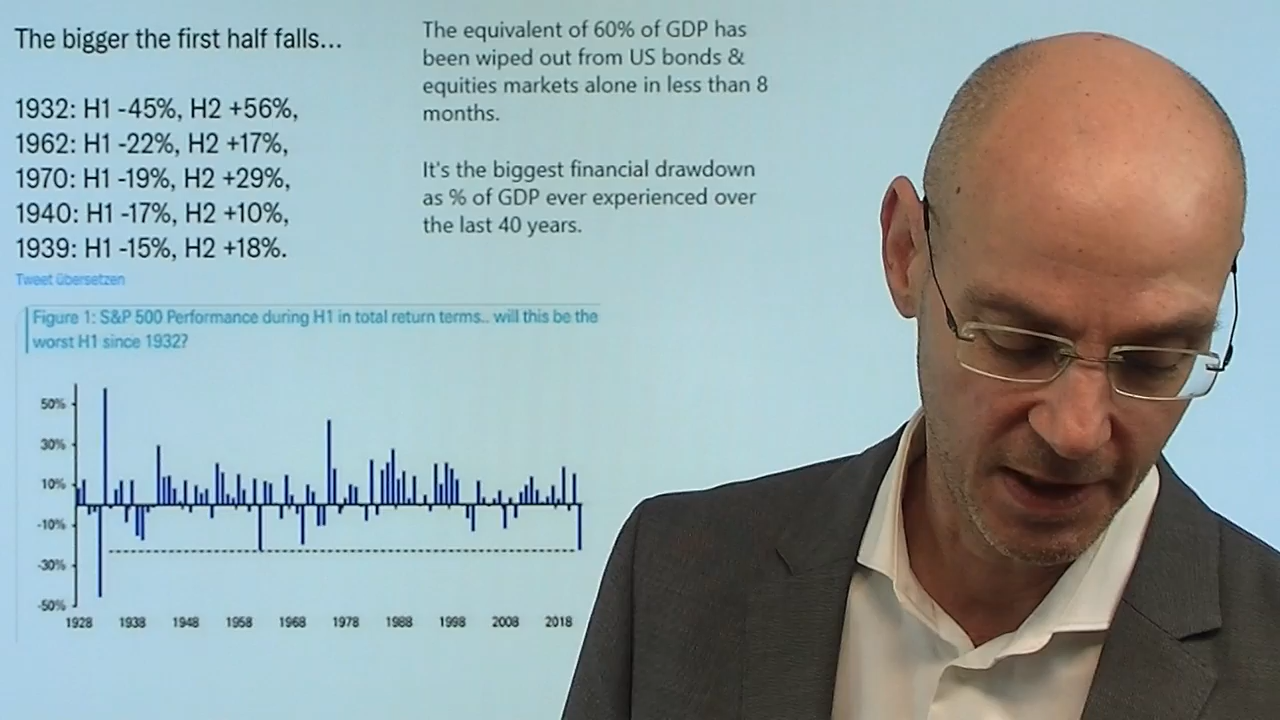 The bigger the first half falls...
1932: H1 -45%, H2 +56%,
1962: H1 -22%, H2 +17%,
1970: H1 -19%, H2 +29%,
1940: H1 -17%, H2 +10%,
1939: H1 -15%, H2 +18%.
Tweet übersetzen
The equivalent of 60% of GDP has
been wiped out from US bonds &
equities markets alone in less than 8
months.
It's the biggest financial drawdown
as % of GDP ever experienced over
the last 40 years.
Figure 1: S&P 500 Performance during H1 in total return terms.. will this be the
worst H1 since 1932?
50%
30%
10%
-10%
-30%
-50%
1928 1938 1948 1958 1968 1978 1988 1998 2008 2018